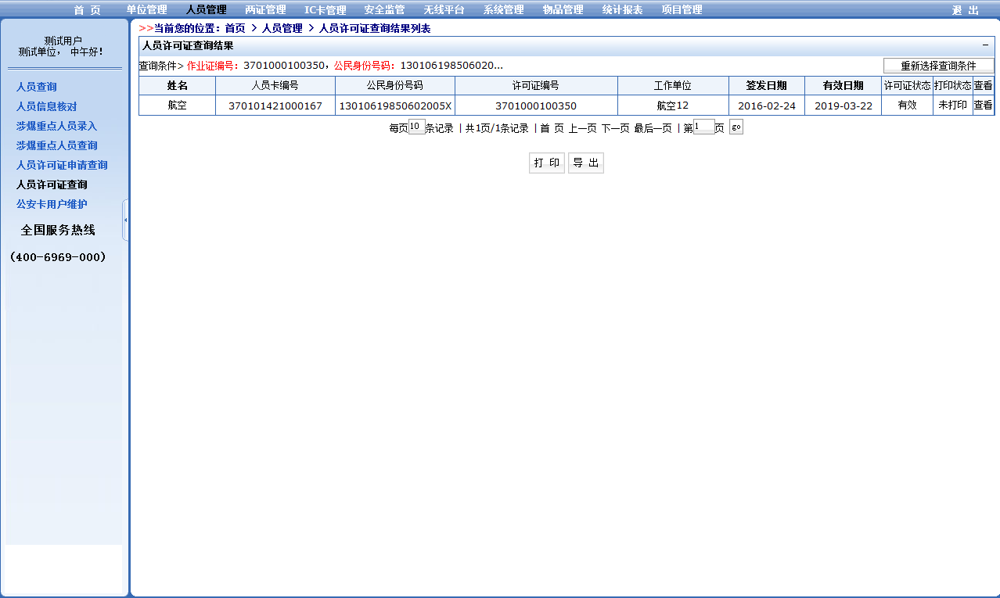 首 页 单位管理 人员管理 两证管理 IC卡管理 安全监管 无线平台 系统管理 物品管理 统计报表 项目管理 退 出
测试用户
测试单位， 中午好!
人员查询
人员信息核对
涉爆重点人员录入
涉爆重点人员查询
人员许可证申请查询
人员许可证查询
公安卡用户维护
全国服务热线
(400-6969-000)
>>当前您的位置：首页 > 人员管理 > 人员许可证查询结果列表
人员许可证查询结果 －
查询条件> 作业证编号：3701000100350，公民身份号码：130106198506020... 重新选择查询条件
姓名 人员卡编号 公民身份号码 许可证编号 工作单位 签发日期 有效日期 许可证状态 打印状态 查看
航空 370101421000167 13010619850602005X 3701000100350 航空12 2016-02-24 2019-03-22 有效 未打印 查看
每页10条记录 | 共1页/1条记录 | 首 页 上一页 下一页 最后一页 | 第1页 go
打 印 导 出